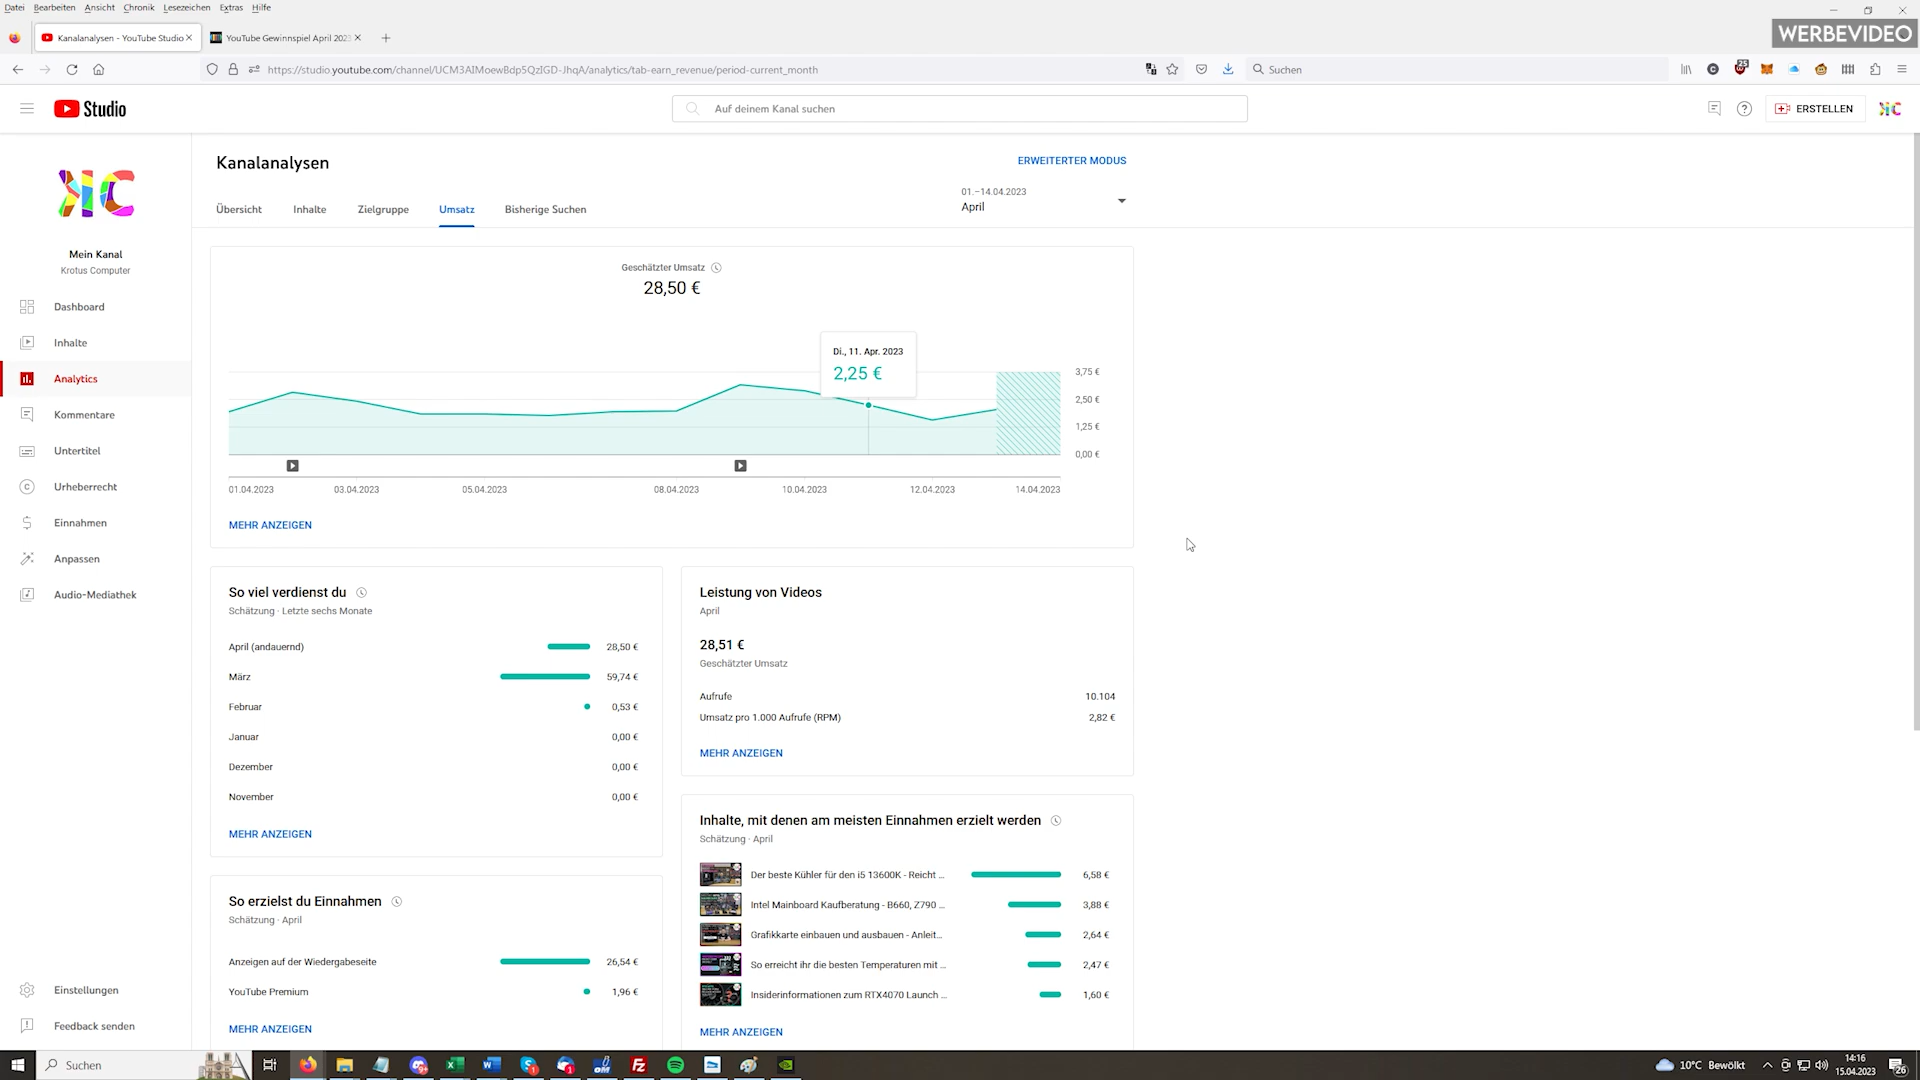 Datei Bearbeiten Ansicht Chronik Lesezeichen Extras Hilfe
WERBEVIDEO
Kanalanalysen - YouTube Studio
YouTube Gewinnspiel April 2023
https://studio.youtube.com/channel/UCM3AIMoewBdp5QzIGD-JhqA/analytics/tab-earn_revenue/period-current_month
Suchen
25
Studio
Auf deinem Kanal suchen
ERSTELLEN
KC
KC
Mein Kanal
Krotus Computer
Dashboard
Inhalte
Analytics
Kommentare
Untertitel
Urheberrecht
Einnahmen
Anpassen
Audio-Mediathek
Einstellungen
Feedback senden
Kanalanalysen
ERWEITERTER MODUS
Übersicht Inhalte Zielgruppe Umsatz Bisherige Suchen
01.–14.04.2023
April
Geschätzter Umsatz
28,50 €
Di., 11. Apr. 2023
2,25 €
3,75 €
2,50 €
1,25 €
0,00 €
01.04.2023 03.04.2023 05.04.2023 08.04.2023 10.04.2023 12.04.2023 14.04.2023
MEHR ANZEIGEN
So viel verdienst du
Schätzung · Letzte sechs Monate
April (andauernd) 28,50 €
März 59,74 €
Februar 0,53 €
Januar 0,00 €
Dezember 0,00 €
November 0,00 €
MEHR ANZEIGEN
So erzielst du Einnahmen
Schätzung · April
Anzeigen auf der Wiedergabeseite 26,54 €
YouTube Premium 1,96 €
MEHR ANZEIGEN
Leistung von Videos
April
28,51 €
Geschätzter Umsatz
Aufrufe 10.104
Umsatz pro 1.000 Aufrufe (RPM) 2,82 €
MEHR ANZEIGEN
Inhalte, mit denen am meisten Einnahmen erzielt werden
Schätzung · April
Der beste Kühler für den i5 13600K - Reicht ... 6,58 €
Intel Mainboard Kaufberatung - B660, Z790 ... 3,88 €
Grafikkarte einbauen und ausbauen - Anleit... 2,64 €
So erreicht ihr die besten Temperaturen mit ... 2,47 €
Insiderinformationen zum RTX4070 Launch ... 1,60 €
MEHR ANZEIGEN
Suchen
10°C Bewölkt
14:16
15.04.2023
26